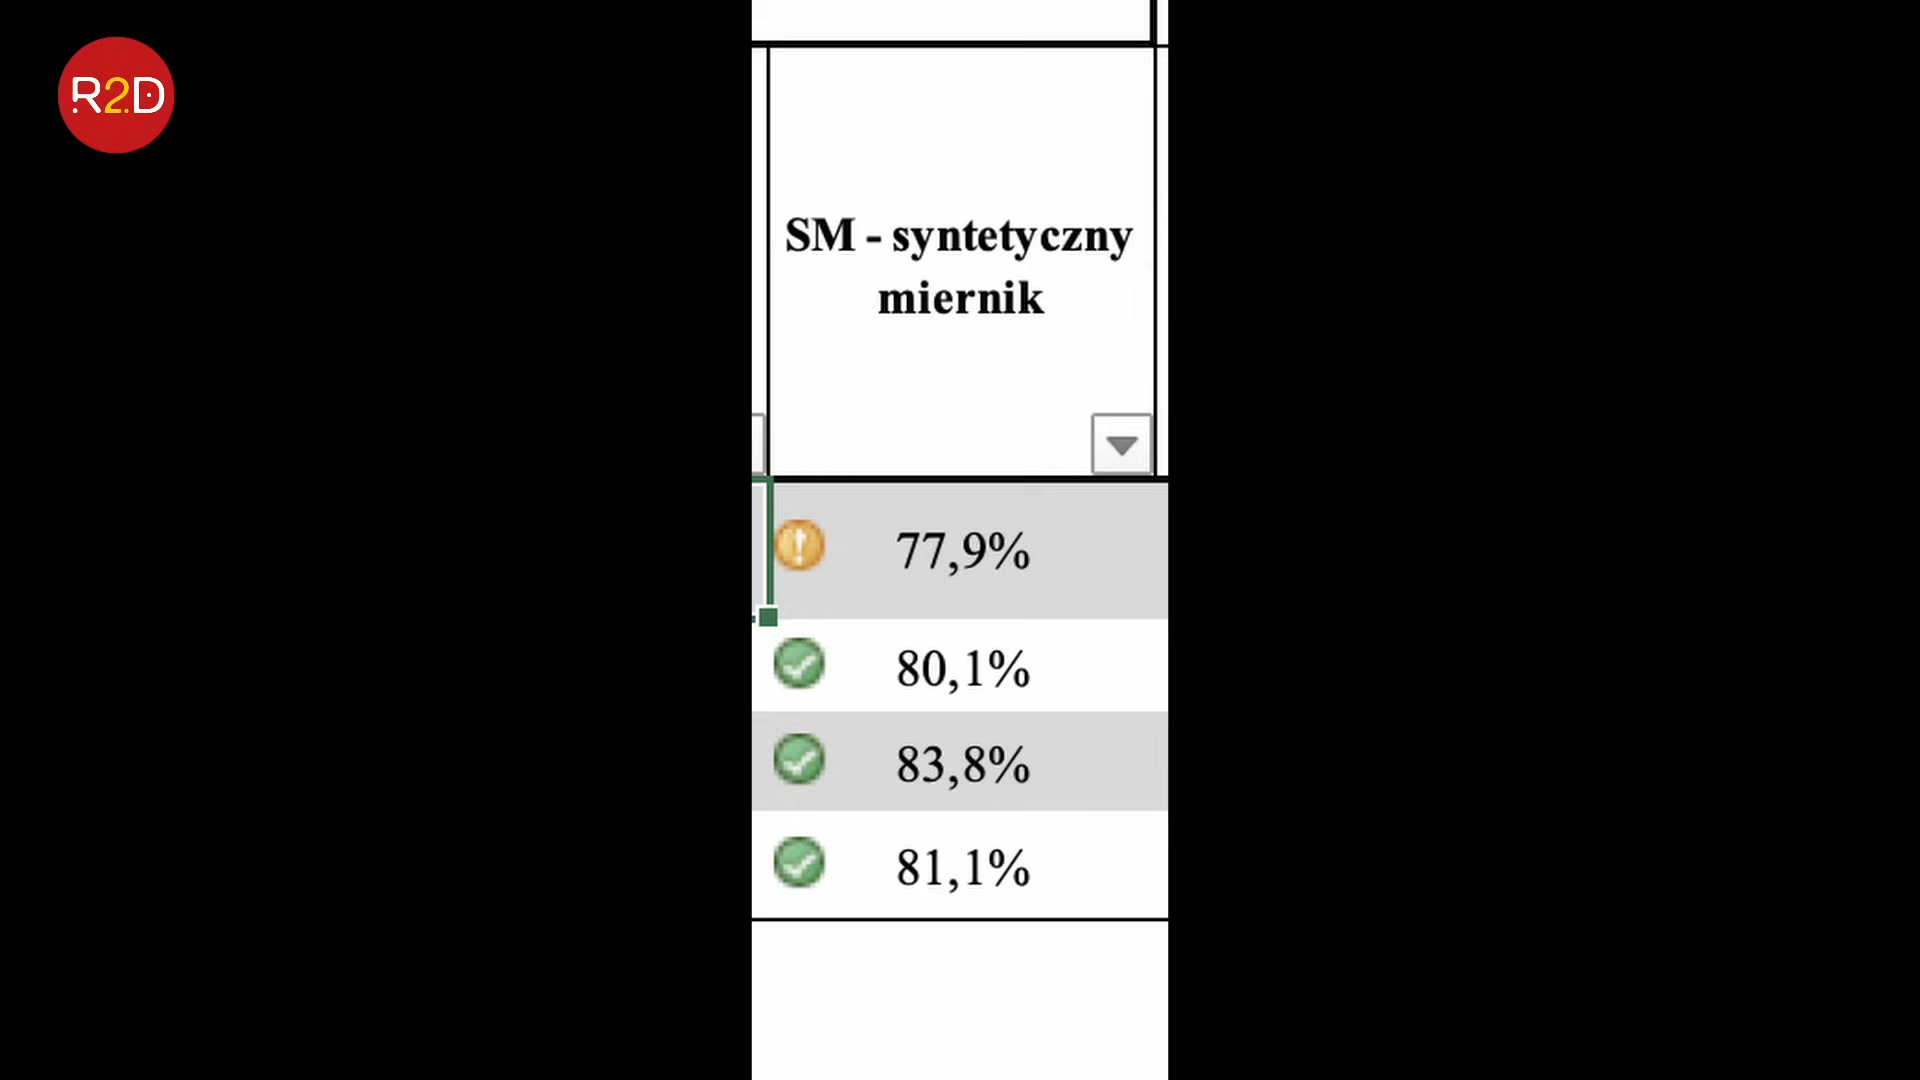 R2D
SM - syntetyczny
miernik
77,9%
80,1%
83,8%
81,1%